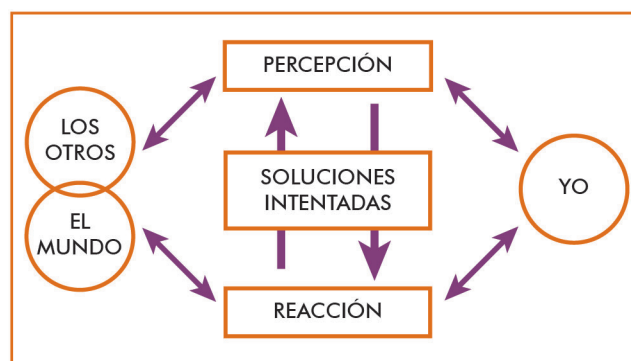 PERCEPCIÓN
LOS
OTROS
SOLUCIONES
INTENTADAS
YO
EL
MUNDO
REACCIÓN